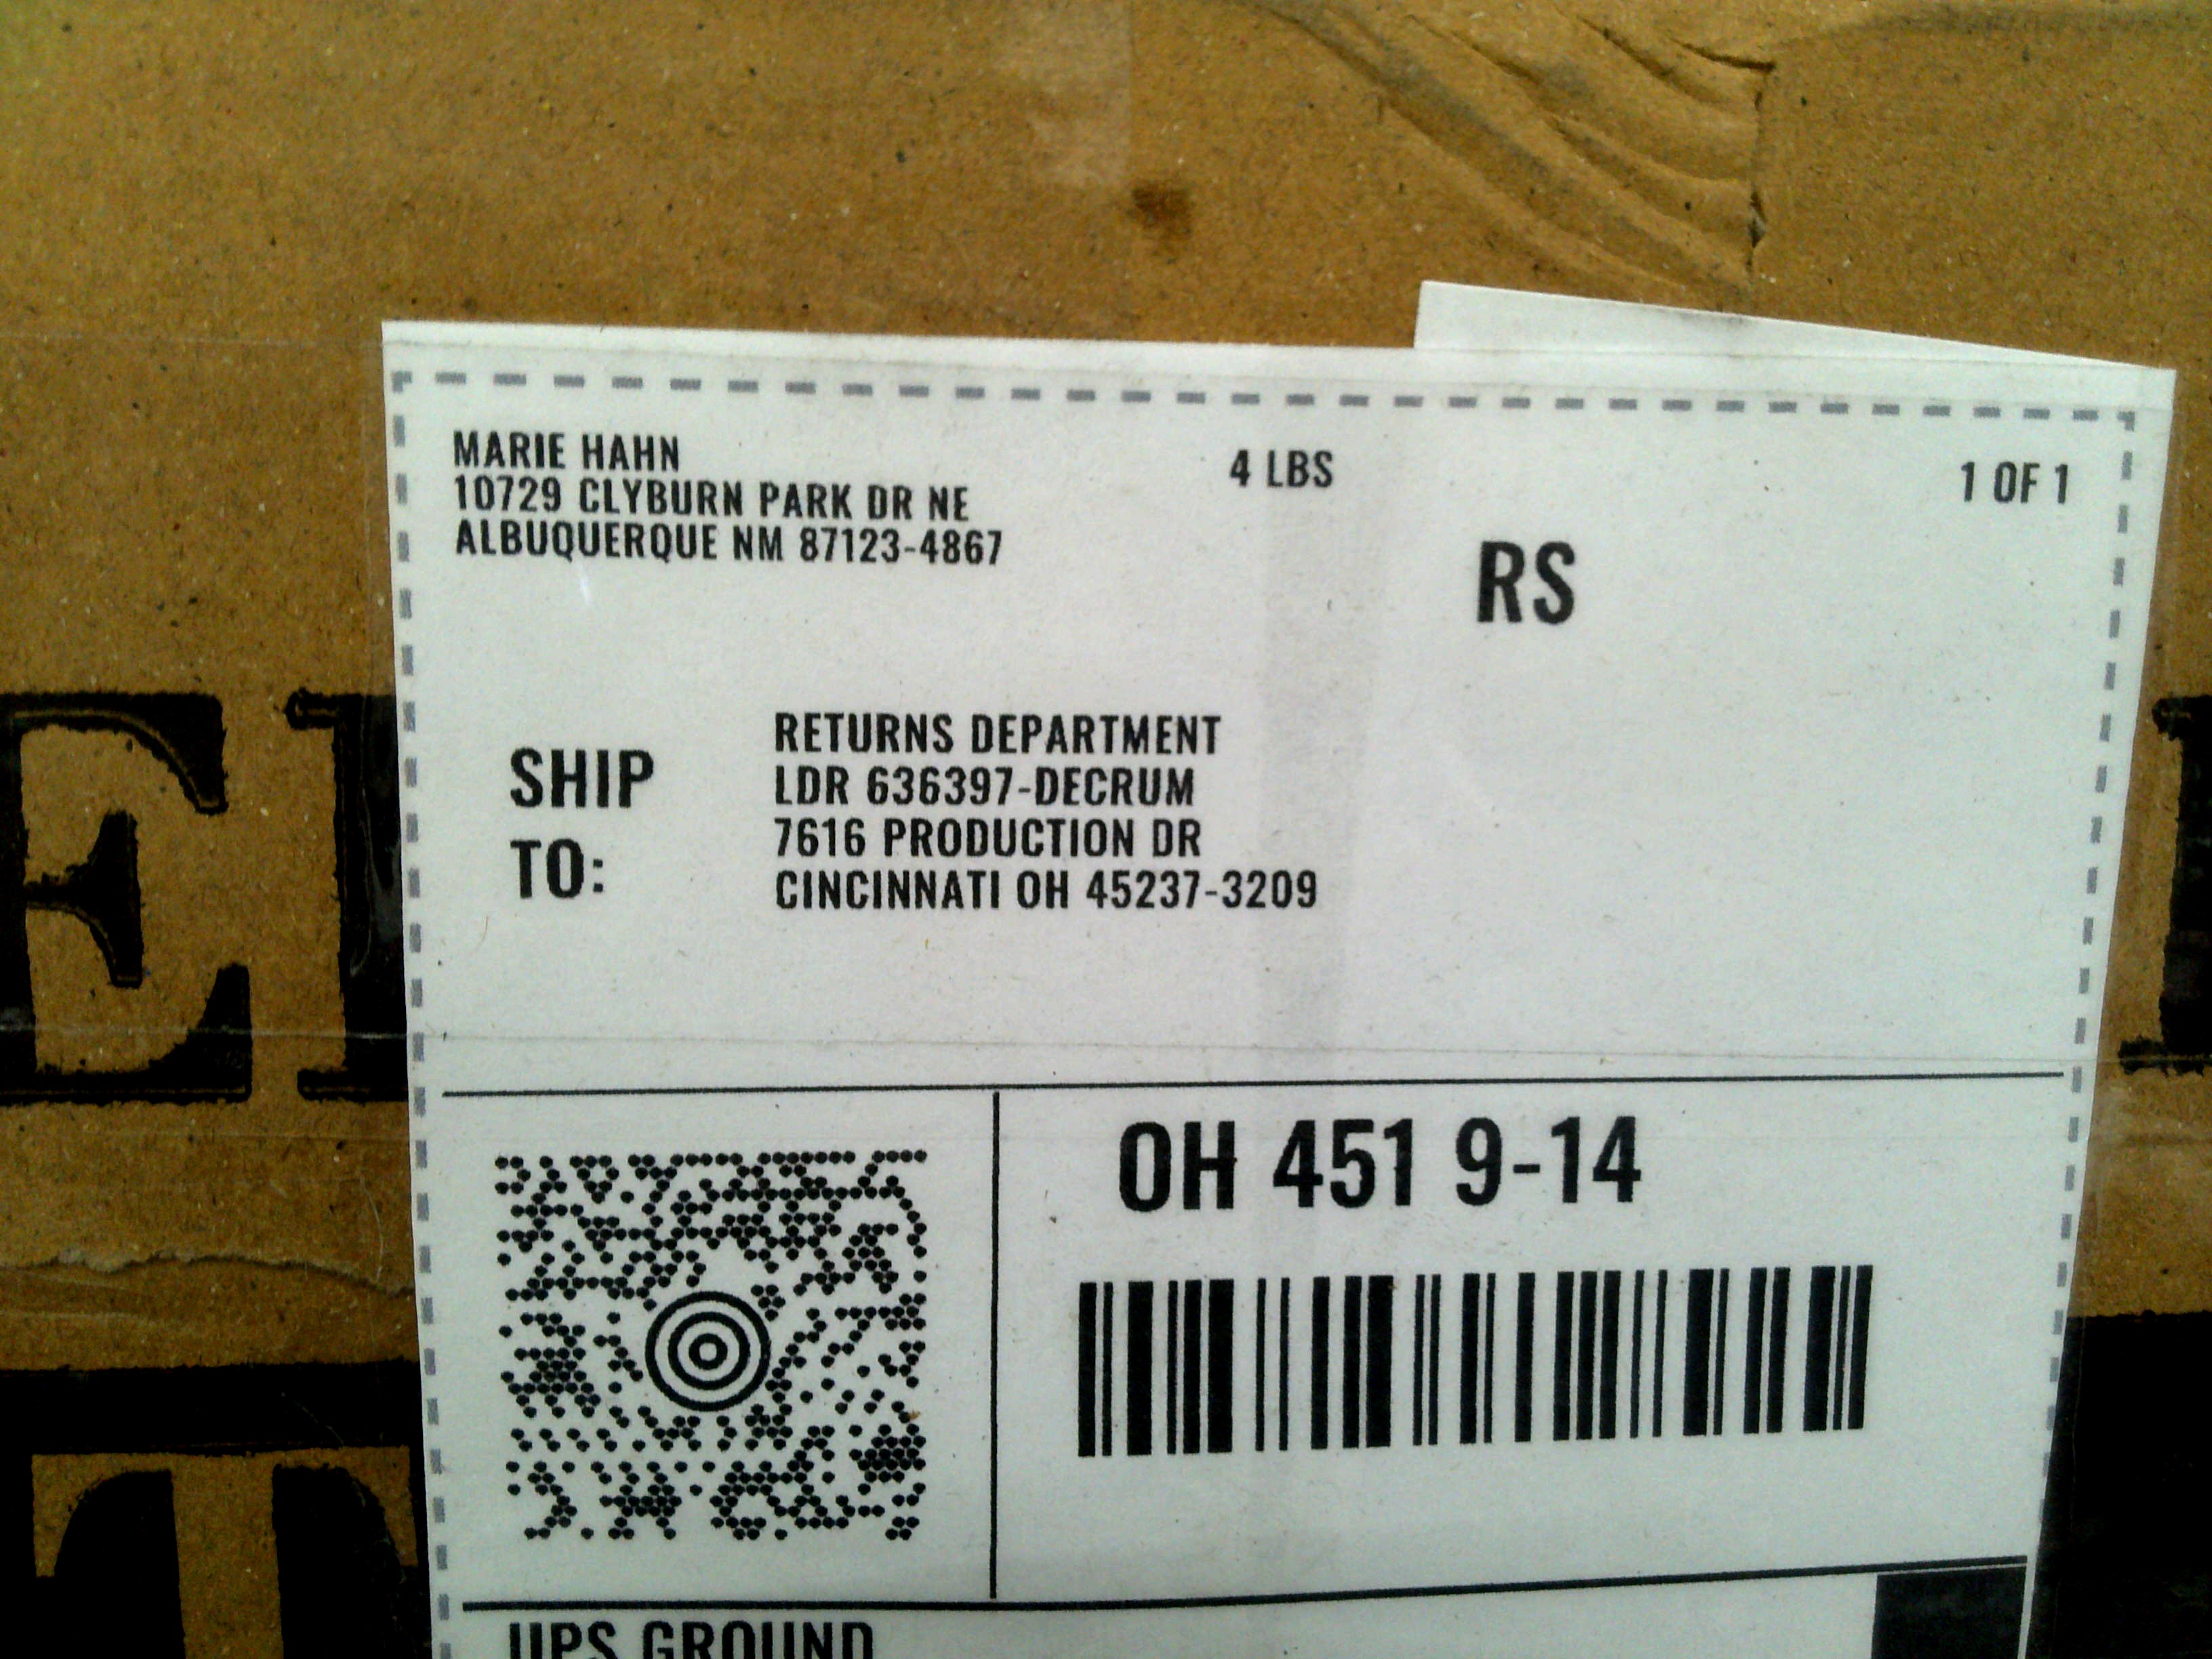 MARIE HAHN
10729 CLYBURN PARK DR NE
ALBUQUERQUE NM 87123-4867
4 LBS
1 OF 1
RS
SHIP
TO:
RETURNS DEPARTMENT
LDR 636397-DECRUM
7616 PRODUCTION DR
CINCINNATI OH 45237-3209
OH 451 9-14
UPS GROUND